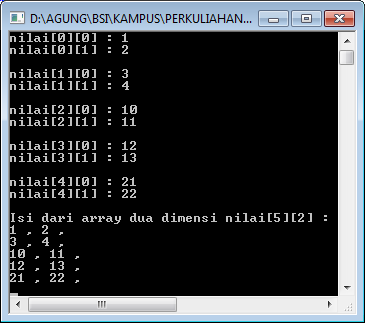 D:\AGUNG\BSI\KAMPUS\PERKULIAHAN...
nilai[0][0] : 1
nilai[0][1] : 2
nilai[1][0] : 3
nilai[1][1] : 4
nilai[2][0] : 10
nilai[2][1] : 11
nilai[3][0] : 12
nilai[3][1] : 13
nilai[4][0] : 21
nilai[4][1] : 22
Isi dari array dua dimensi nilai[5][2] :
1 , 2 ,
3 , 4 ,
10 , 11 ,
12 , 13 ,
21 , 22 ,